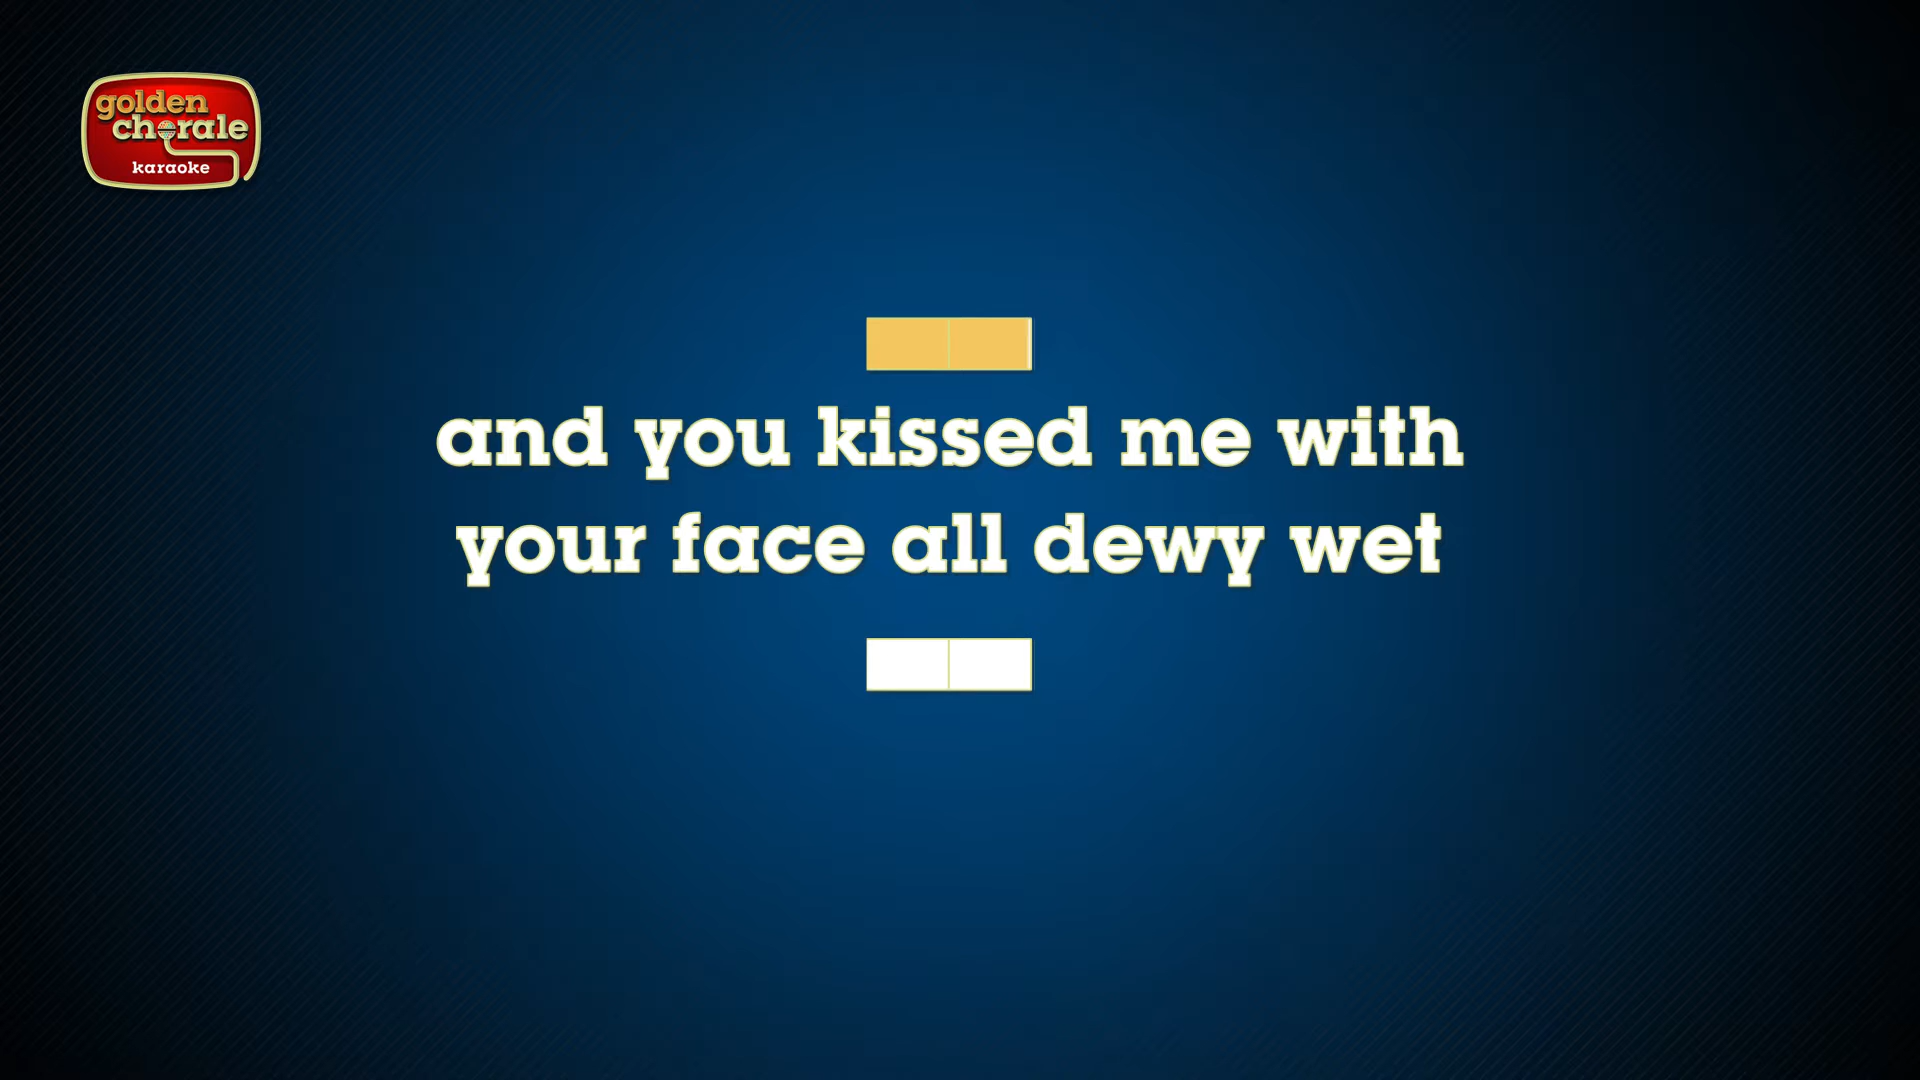 golden
chorale
karaoke
and you kissed me with
your face all dewy wet